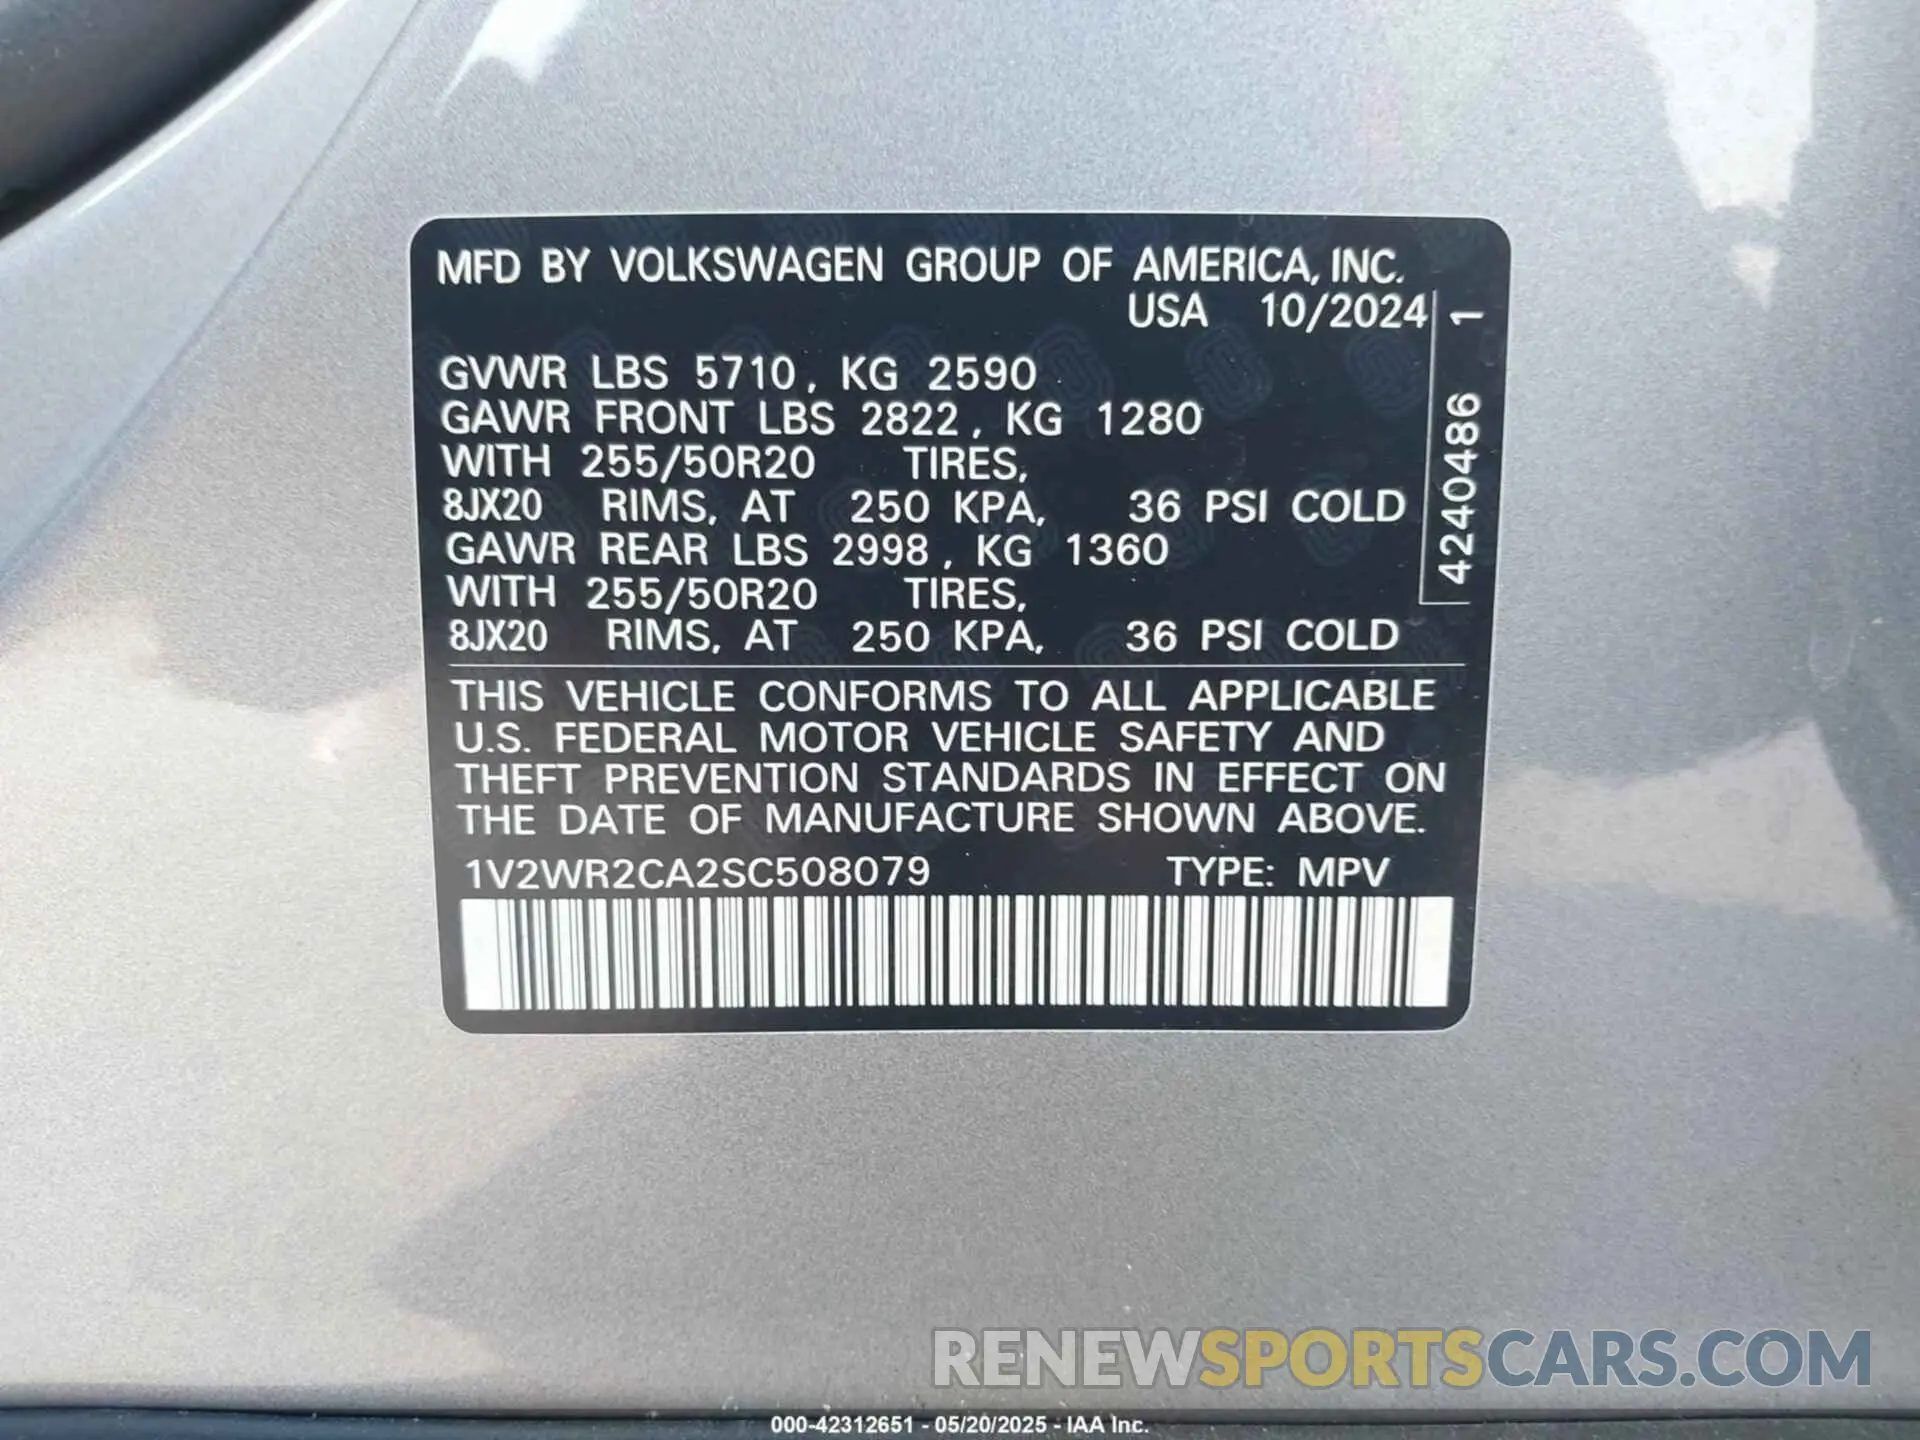 MFD BY VOLKSWAGEN GROUP OF AMERICA, INC.
USA 10/2024
GVWR LBS 5710, KG 2590
GAWR FRONT LBS 2822, KG 1280
WITH 255/50R20 TIRES,
8JX20 RIMS, AT 250 KPA, 36 PSI COLD
GAWR REAR LBS 2998, KG 1360
WITH 255/50R20 TIRES,
8JX20 RIMS, AT 250 KPA, 36 PSI COLD
4240486 1
THIS VEHICLE CONFORMS TO ALL APPLICABLE
U.S. FEDERAL MOTOR VEHICLE SAFETY AND
THEFT PREVENTION STANDARDS IN EFFECT ON
THE DATE OF MANUFACTURE SHOWN ABOVE.
1V2WR2CA2SC508079 TYPE: MPV
RENEWSPORTSCARS.COM
000-42312651 - 05/20/2025 - IAA Inc.